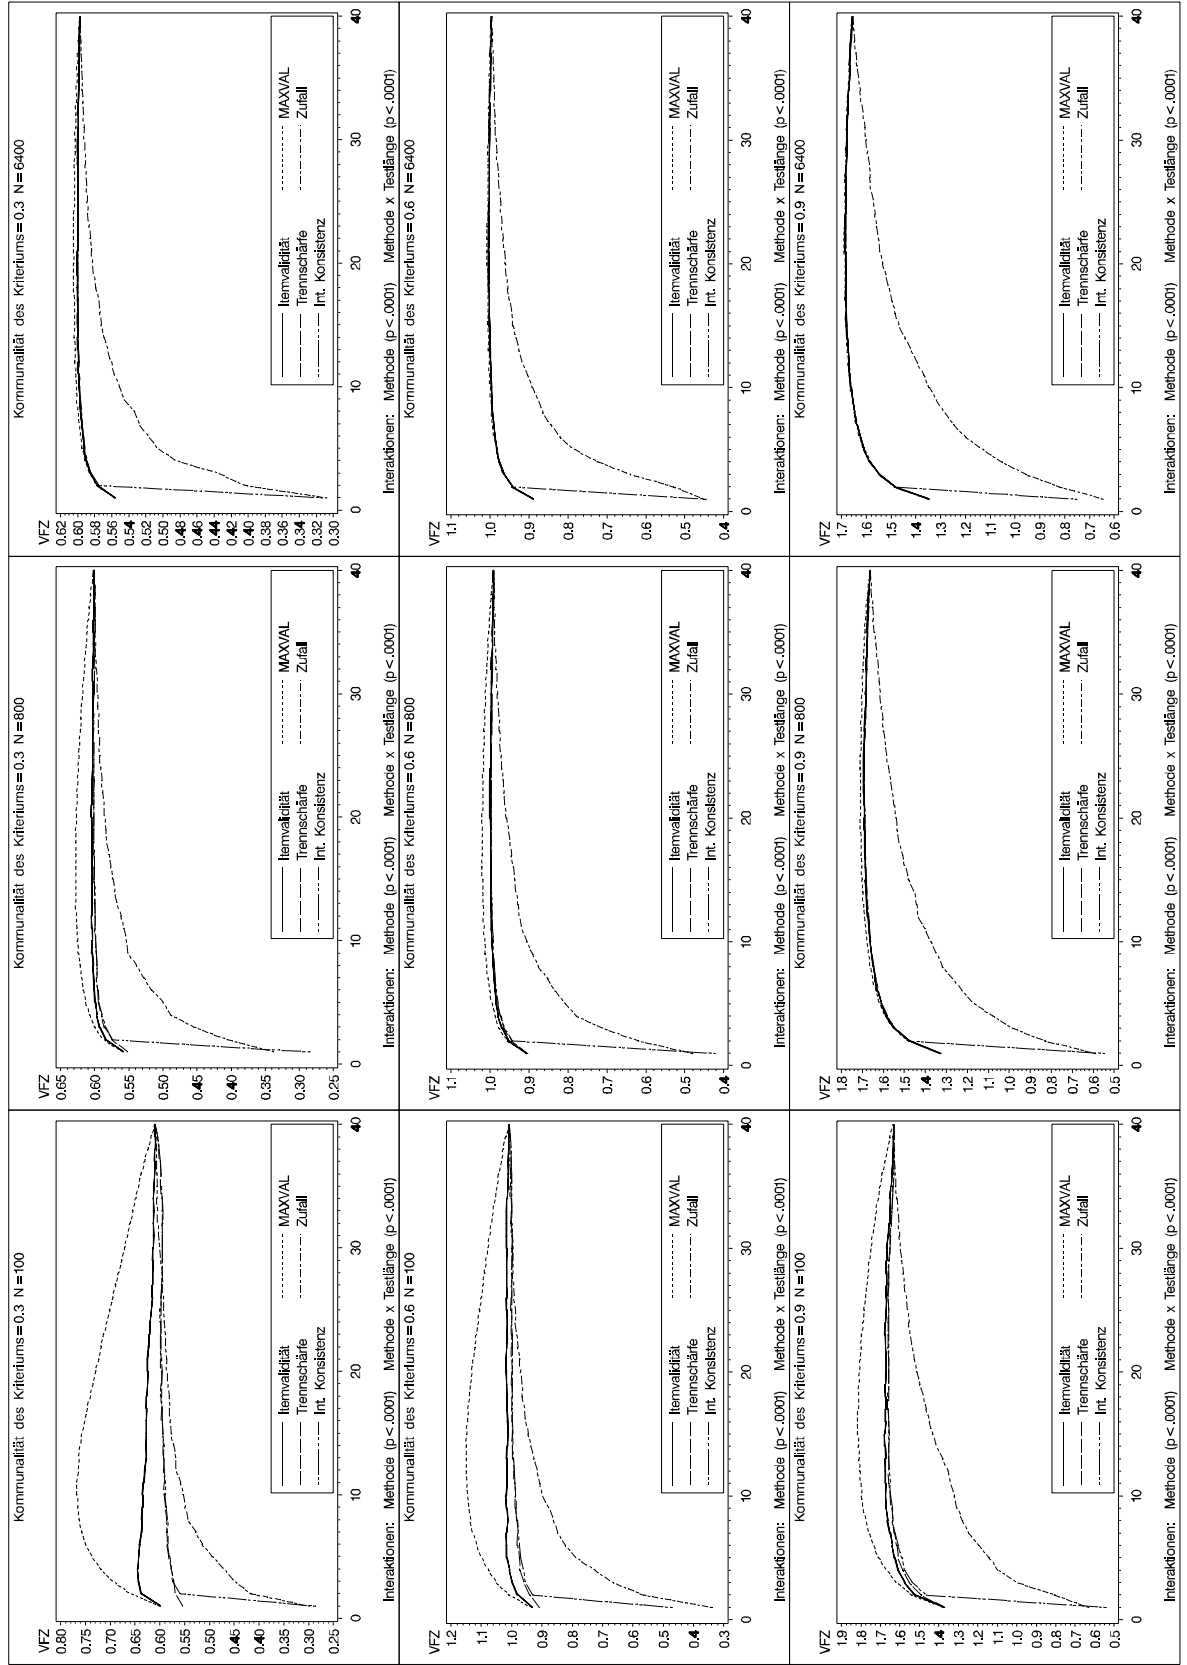 Kommunalität des Kriteriums=0.3 N=100
VFZ
0.80
0.75
0.70
0.65
0.60
0.55
0.50
0.45
0.40
0.35
0.30
0.25
Itemvalidität MAXVAL
Trennschärfe Zufall
Int. Konsistenz
0 10 20 30 40
Interaktionen: Methode (p<.0001) Methode x Testlänge (p<.0001)
Kommunalität des Kriteriums=0.3 N=800
VFZ
0.65
0.60
0.55
0.50
0.45
0.40
0.35
0.30
0.25
Itemvalidität MAXVAL
Trennschärfe Zufall
Int. Konsistenz
0 10 20 30 40
Interaktionen: Methode (p<.0001) Methode x Testlänge (p<.0001)
Kommunalität des Kriteriums=0.3 N=6400
VFZ
0.62
0.60
0.58
0.56
0.54
0.52
0.50
0.48
0.46
0.44
0.42
0.40
0.38
0.36
0.34
0.32
0.30
Itemvalidität MAXVAL
Trennschärfe Zufall
Int. Konsistenz
0 10 20 30 40
Interaktionen: Methode (p<.0001) Methode x Testlänge (p<.0001)
Kommunalität des Kriteriums=0.6 N=100
VFZ
1.2
1.1
1.0
0.9
0.8
0.7
0.6
0.5
0.4
0.3
Itemvalidität MAXVAL
Trennschärfe Zufall
Int. Konsistenz
0 10 20 30 40
Interaktionen: Methode (p<.0001) Methode x Testlänge (p<.0001)
Kommunalität des Kriteriums=0.6 N=800
VFZ
1.1
1.0
0.9
0.8
0.7
0.6
0.5
0.4
Itemvalidität MAXVAL
Trennschärfe Zufall
Int. Konsistenz
0 10 20 30 40
Interaktionen: Methode (p<.0001) Methode x Testlänge (p<.0001)
Kommunalität des Kriteriums=0.6 N=6400
VFZ
1.1
1.0
0.9
0.8
0.7
0.6
0.5
0.4
Itemvalidität MAXVAL
Trennschärfe Zufall
Int. Konsistenz
0 10 20 30 40
Interaktionen: Methode (p<.0001) Methode x Testlänge (p<.0001)
Kommunalität des Kriteriums=0.9 N=100
VFZ
1.9
1.8
1.7
1.6
1.5
1.4
1.3
1.2
1.1
1.0
0.9
0.8
0.7
0.6
0.5
Itemvalidität MAXVAL
Trennschärfe Zufall
Int. Konsistenz
0 10 20 30 40
Interaktionen: Methode (p<.0001) Methode x Testlänge (p<.0001)
Kommunalität des Kriteriums=0.9 N=800
VFZ
1.8
1.7
1.6
1.5
1.4
1.3
1.2
1.1
1.0
0.9
0.8
0.7
0.6
0.5
Itemvalidität MAXVAL
Trennschärfe Zufall
Int. Konsistenz
0 10 20 30 40
Interaktionen: Methode (p<.0001) Methode x Testlänge (p<.0001)
Kommunalität des Kriteriums=0.9 N=6400
VFZ
1.7
1.6
1.5
1.4
1.3
1.2
1.1
1.0
0.9
0.8
0.7
0.6
Itemvalidität MAXVAL
Trennschärfe Zufall
Int. Konsistenz
0 10 20 30 40
Interaktionen: Methode (p<.0001) Methode x Testlänge (p<.0001)